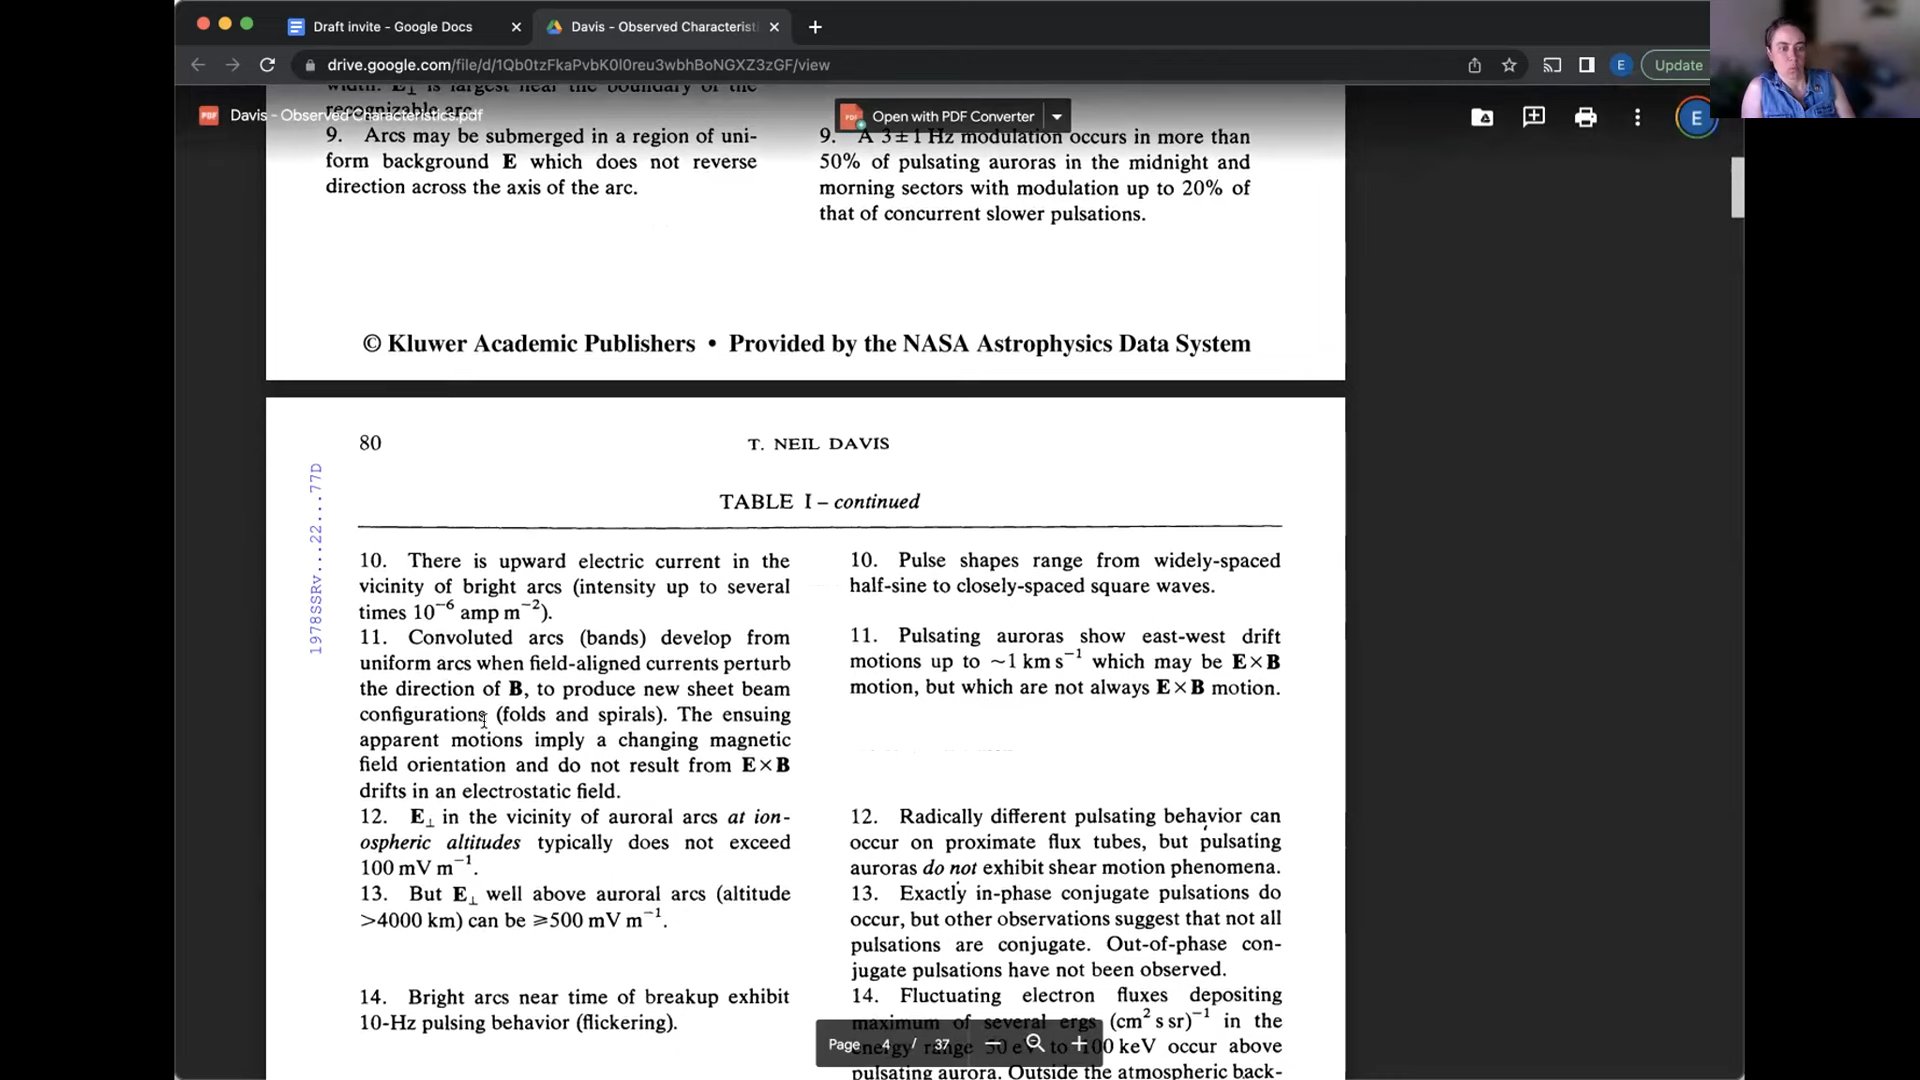 Draft invite - Google Docs
Davis - Observed Characterist
drive.google.com/file/d/1Qb0tzFkaPvbK0l0reu3wbhBoNGXZ3zGF/view
E
Update
width. E⊥ is largest near the boundary of the
recognizable arc.
PDF
Davis - Observed Characteristics.pdf
PDF
Open with PDF Converter
E
9. Arcs may be submerged in a region of uni-
form background E which does not reverse
direction across the axis of the arc.
9. A 3±1 Hz modulation occurs in more than
50% of pulsating auroras in the midnight and
morning sectors with modulation up to 20% of
that of concurrent slower pulsations.
© Kluwer Academic Publishers • Provided by the NASA Astrophysics Data System
80
T. NEIL DAVIS
1978SSRv...22...77D
TABLE I – continued
10. There is upward electric current in the
vicinity of bright arcs (intensity up to several
times 10⁻⁶ amp m⁻²).
11. Convoluted arcs (bands) develop from
uniform arcs when field-aligned currents perturb
the direction of B, to produce new sheet beam
configurations (folds and spirals). The ensuing
apparent motions imply a changing magnetic
field orientation and do not result from E×B
drifts in an electrostatic field.
12. E⊥ in the vicinity of auroral arcs at ion-
ospheric altitudes typically does not exceed
100 mV m⁻¹.
13. But E⊥ well above auroral arcs (altitude
>4000 km) can be ≥500 mV m⁻¹.
14. Bright arcs near time of breakup exhibit
10-Hz pulsing behavior (flickering).
10. Pulse shapes range from widely-spaced
half-sine to closely-spaced square waves.
11. Pulsating auroras show east-west drift
motions up to ~1 km s⁻¹ which may be E×B
motion, but which are not always E×B motion.
12. Radically different pulsating behavior can
occur on proximate flux tubes, but pulsating
auroras do not exhibit shear motion phenomena.
13. Exactly in-phase conjugate pulsations do
occur, but other observations suggest that not all
pulsations are conjugate. Out-of-phase con-
jugate pulsations have not been observed.
14. Fluctuating electron fluxes depositing
maximum of several ergs (cm² s sr)⁻¹ in the
energy range 50 eV to 100 keV occur above
pulsating aurora. Outside the atmospheric back-
Page 4 / 37